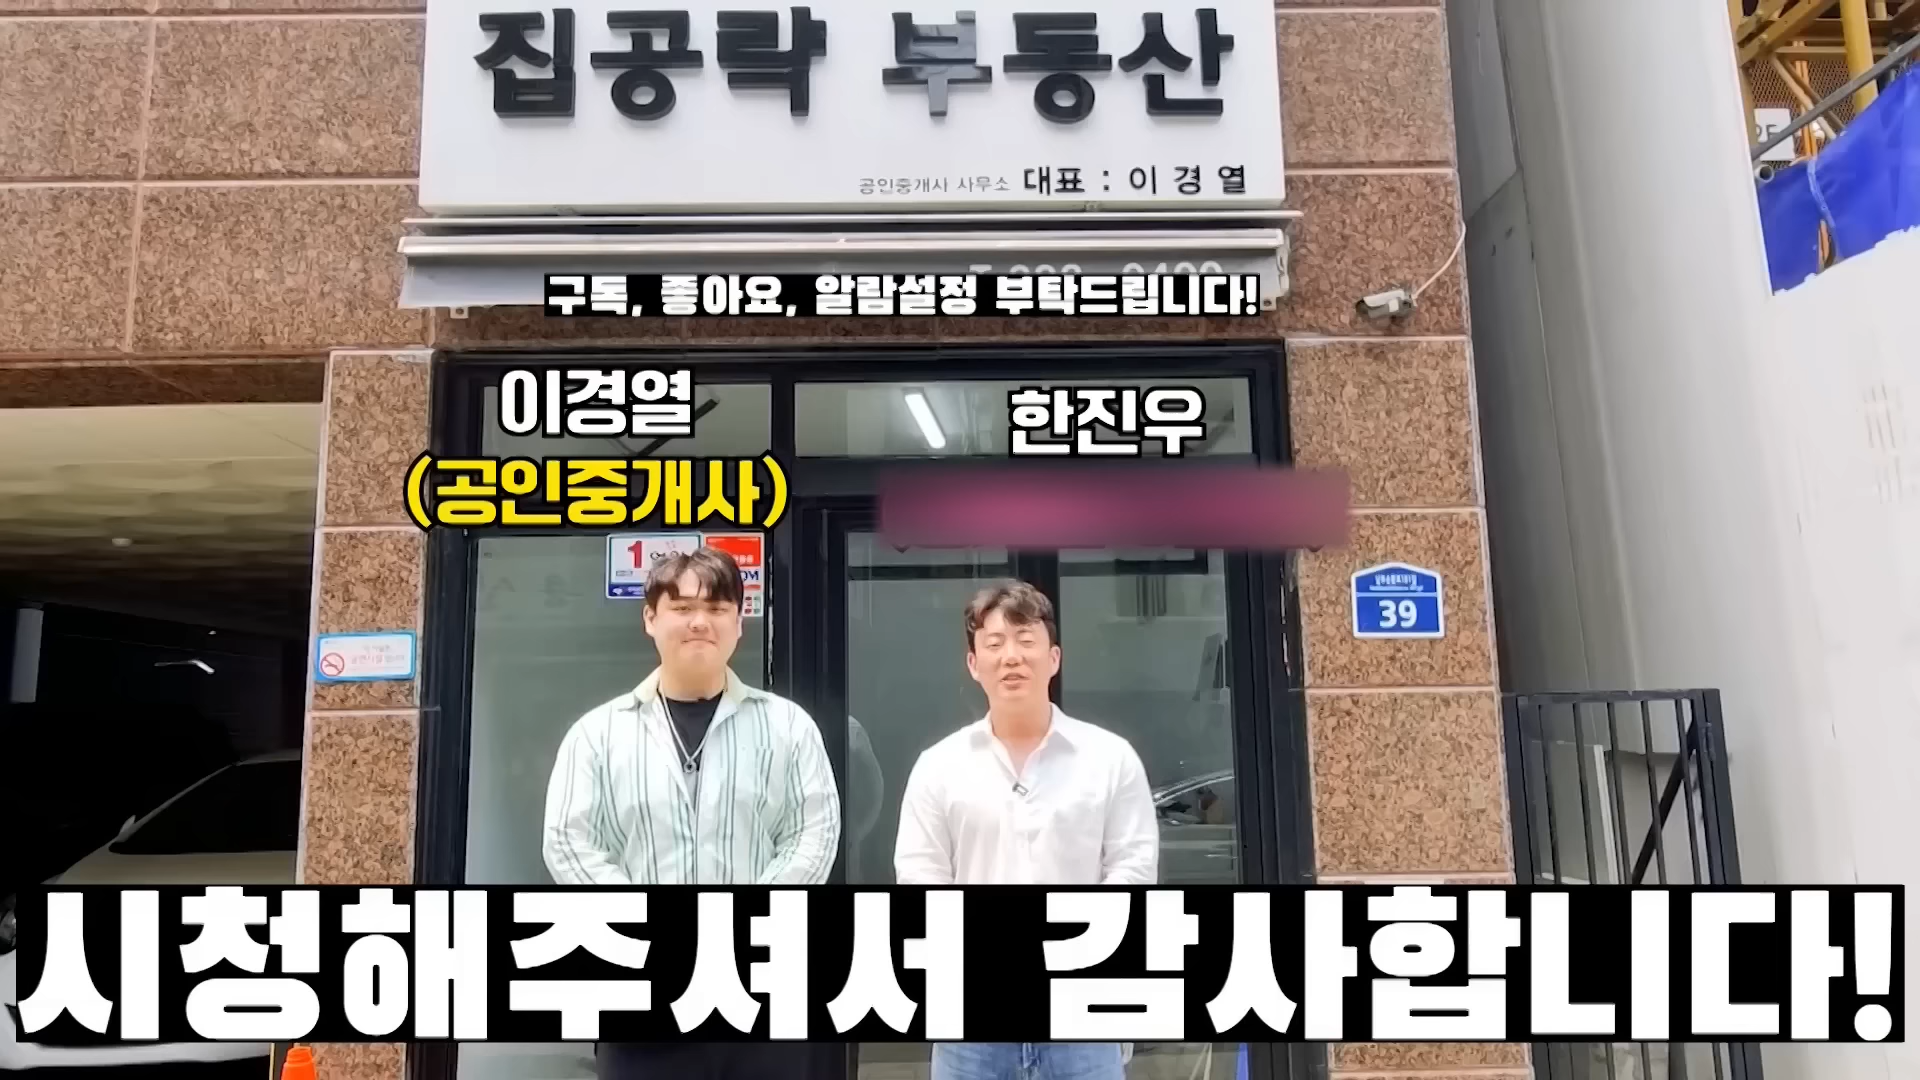 집공락 부동산
공인중개사 사무소 대표 : 이경열
구독, 좋아요, 알람설정 부탁드립니다!
이경열
한진우
(공인중개사)
1
39
시청해주셔서 감사합니다!